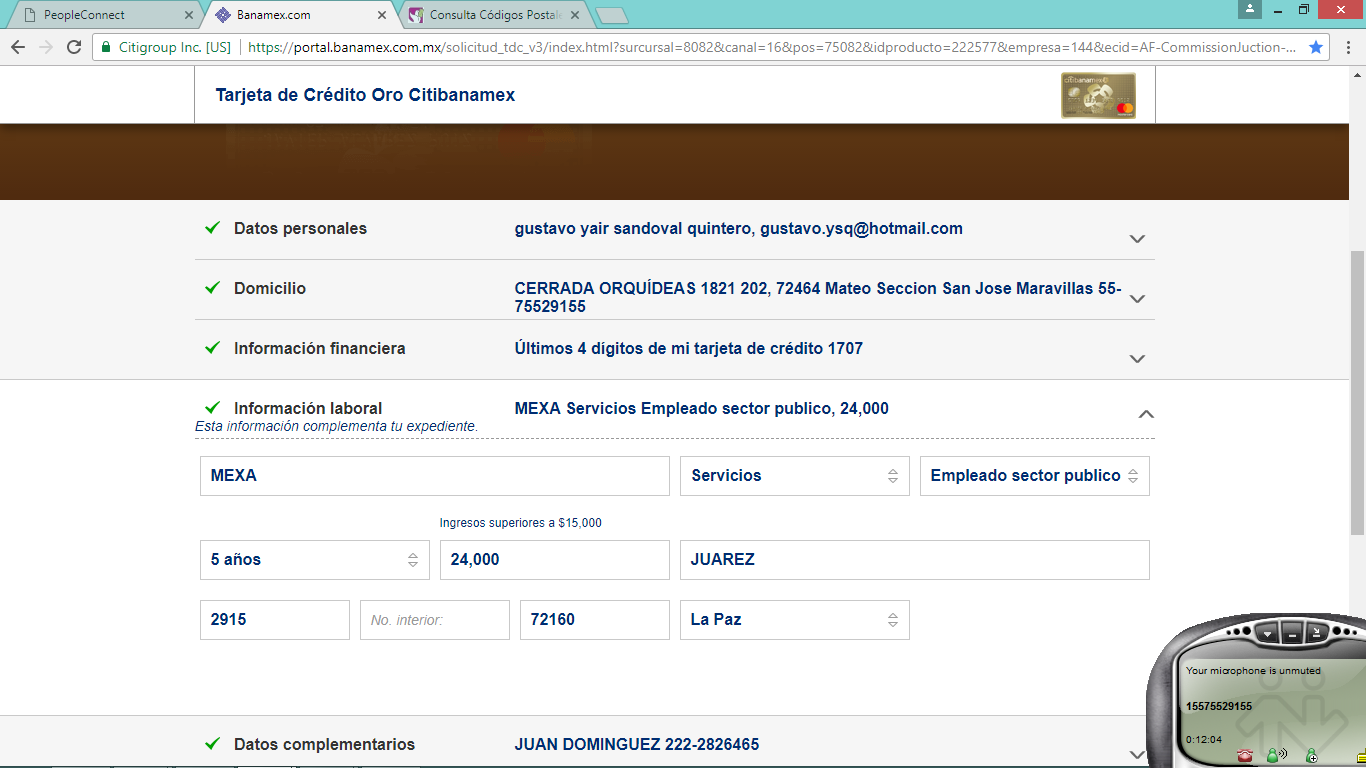 PeopleConnect
Banamex.com
Consulta Códigos Postale
Citigroup Inc. [US] https://portal.banamex.com.mx/solicitud_tdc_v3/index.html?surcursal=8082&canal=16&pos=75082&idproducto=222577&empresa=144&ecid=AF-CommissionJuction-...
Tarjeta de Crédito Oro Citibanamex
citibanamex
Datos personales gustavo yair sandoval quintero, gustavo.ysq@hotmail.com
Domicilio CERRADA ORQUÍDEAS 1821 202, 72464 Mateo Seccion San Jose Maravillas 55-
75529155
Información financiera Últimos 4 dígitos de mi tarjeta de crédito 1707
Información laboral MEXA Servicios Empleado sector publico, 24,000
Esta información complementa tu expediente.
MEXA Servicios Empleado sector publico
Ingresos superiores a $15,000
5 años 24,000 JUAREZ
2915 No. interior: 72160 La Paz
Your microphone is unmuted
15575529155
0:12:04
Datos complementarios JUAN DOMINGUEZ 222-2826465